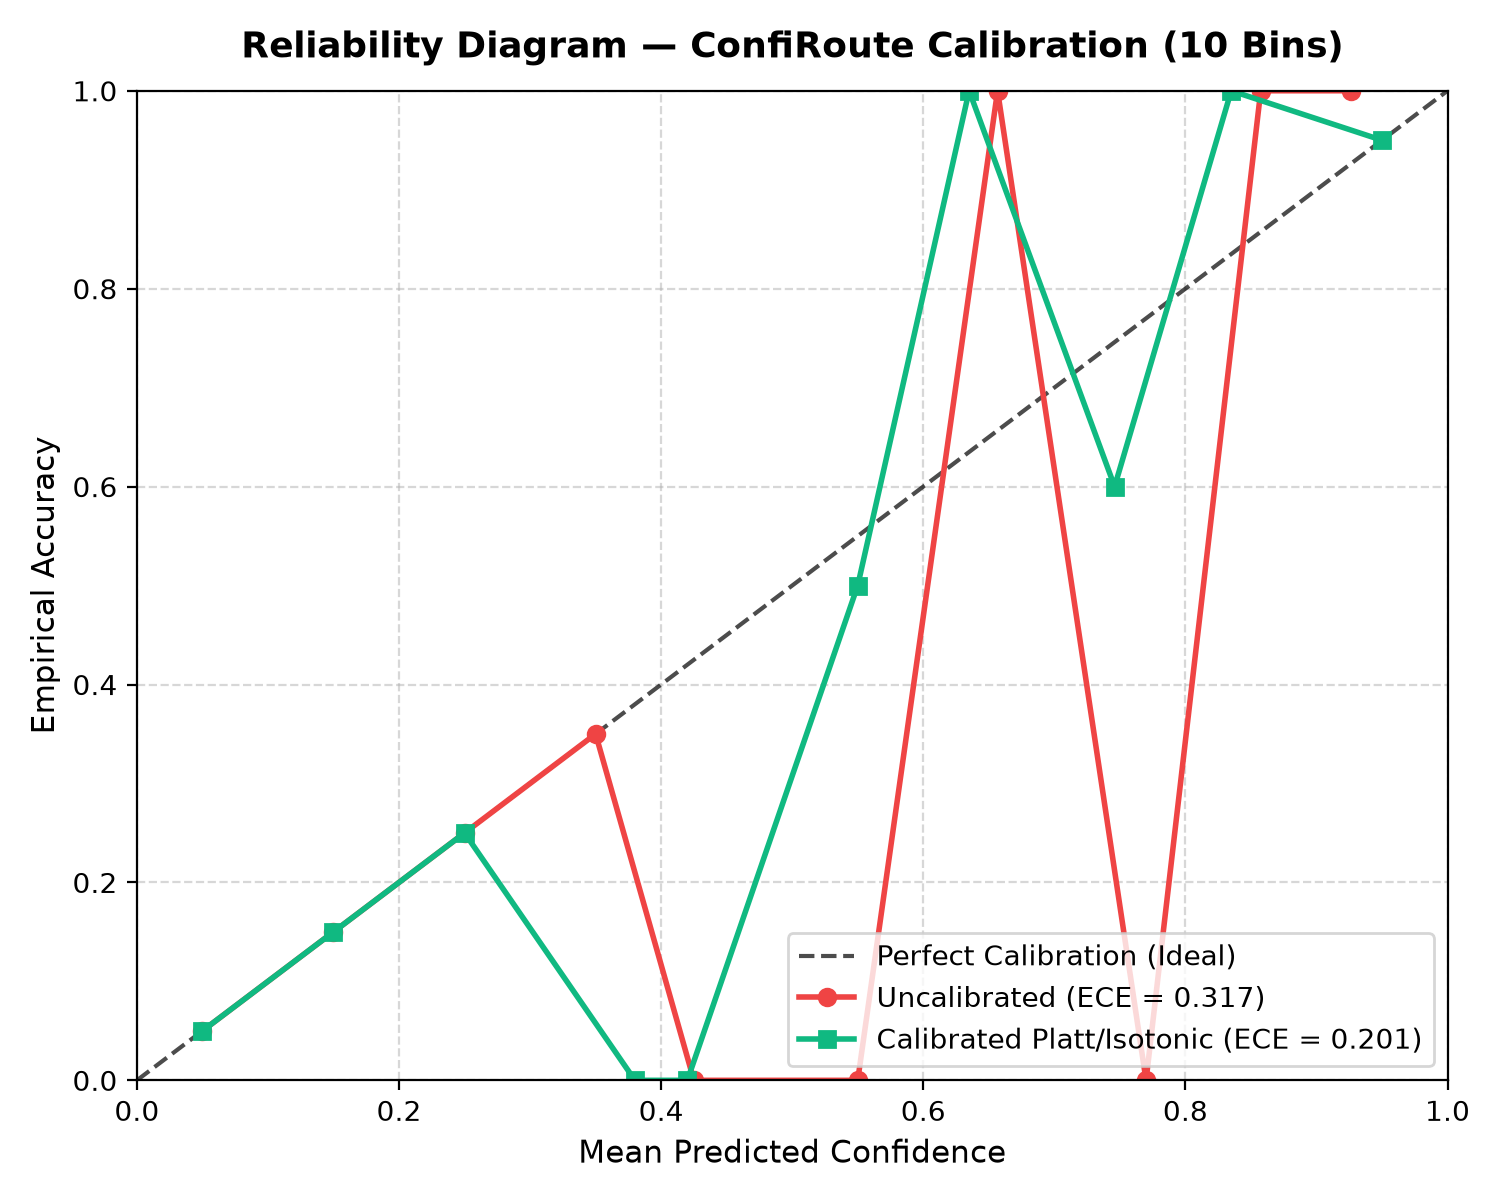 Reliability Diagram — ConfiRoute Calibration (10 Bins)
1.0
0.8
0.6
0.4
0.2
0.0
Empirical Accuracy
Perfect Calibration (Ideal)
Uncalibrated (ECE = 0.317)
Calibrated Platt/Isotonic (ECE = 0.201)
0.0 0.2 0.4 0.6 0.8 1.0
Mean Predicted Confidence